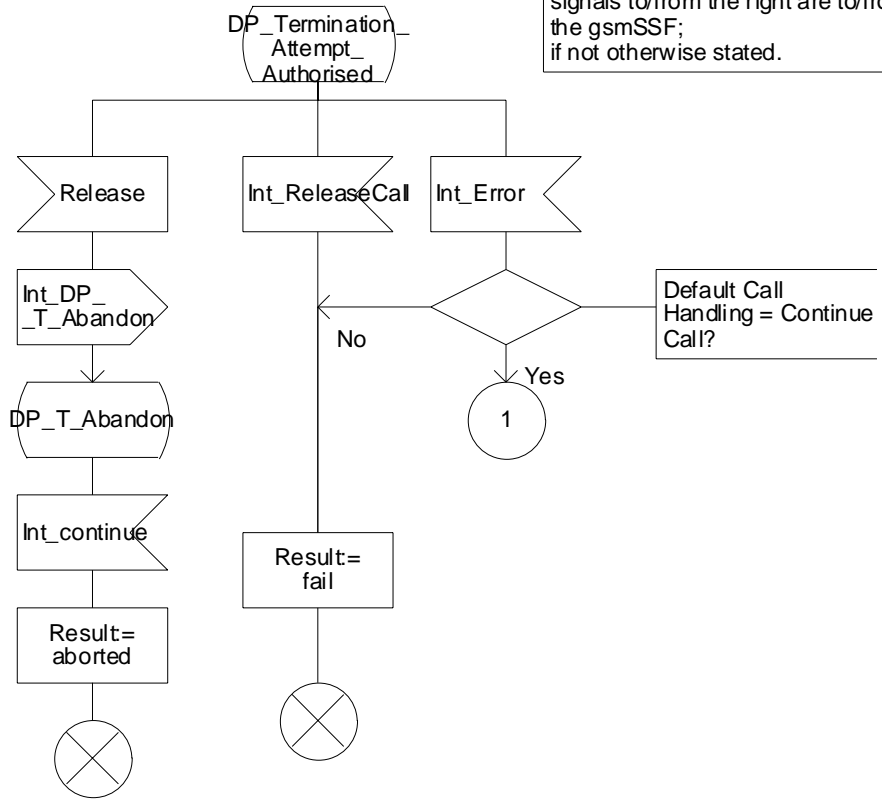 DP_Termination_
Attempt_
Authorised
signals to/from the right are to/fro
the gsmSSF;
if not otherwise stated.
Release
Int_ReleaseCall
Int_Error
Int_DP_
_T_Abandon
Default Call
Handling = Continue
Call?
No
Yes
DP_T_Abandon
1
Int_continue
Result:=
fail
Result:=
aborted